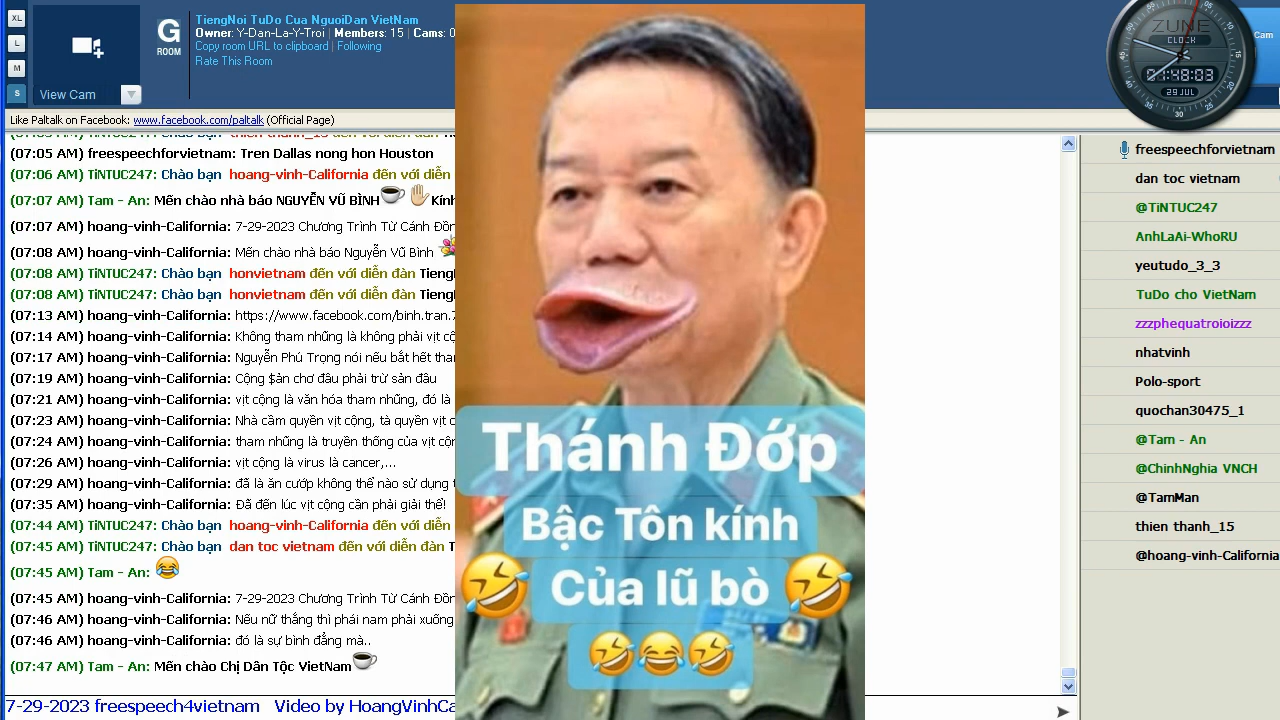 XL
L
M
S
View Cam
G
ROOM
TiengNoi TuDo Cua NguoiDan VietNam
Owner: Y-Dan-La-Y-Troi | Members: 15 | Cams: 0
Copy room URL to clipboard | Following
Rate This Room
ZUNE
CLOCK
07:48:03
29 JUL
Cam
Like Paltalk on Facebook: www.facebook.com/paltalk (Official Page)
(07:05 AM) freespeechforvietnam: Tren Dallas nong hon Houston
(07:06 AM) TiNTUC247: Chào bạn hoang-vinh-California đến với diễn
(07:07 AM) Tam - An: Mến chào nhà báo NGUYỄN VŨ BÌNH☕✋Kính
(07:07 AM) hoang-vinh-California: 7-29-2023 Chương Trình Từ Cánh Đồn
(07:08 AM) hoang-vinh-California: Mến chào nhà báo Nguyễn Vũ Bình
(07:08 AM) TiNTUC247: Chào bạn honvietnam đến với diễn đàn Tieng
(07:08 AM) TiNTUC247: Chào bạn honvietnam đến với diễn đàn Tieng
(07:13 AM) hoang-vinh-California: https://www.facebook.com/binh.tran.7
(07:14 AM) hoang-vinh-California: Không tham nhũng là không phải vịt cộ
(07:17 AM) hoang-vinh-California: Nguyễn Phú Trọng nói nếu bắt hết tha
(07:19 AM) hoang-vinh-California: Cộng $ản chơ đâu phải trừ sản đâu
(07:21 AM) hoang-vinh-California: vịt cộng là văn hóa tham nhũng, đó là
(07:23 AM) hoang-vinh-California: Nhà cầm quyền vịt cộng, tà quyền vịt c
(07:24 AM) hoang-vinh-California: tham nhũng là truyền thống của vịt cộ
(07:26 AM) hoang-vinh-California: vịt cộng là virus là cancer,...
(07:29 AM) hoang-vinh-California: đã là ăn cướp không thể nào sử dụng t
(07:35 AM) hoang-vinh-California: Đã đến lúc vịt cộng cần phải giải thể!
(07:44 AM) TiNTUC247: Chào bạn hoang-vinh-California đến với diễn
(07:45 AM) TiNTUC247: Chào bạn dan toc vietnam đến với diễn đàn T
(07:45 AM) Tam - An: 😂
(07:45 AM) hoang-vinh-California: 7-29-2023 Chương Trình Từ Cánh Đồn
(07:46 AM) hoang-vinh-California: Nếu nữ thắng thì phái nam phải xuống
(07:46 AM) hoang-vinh-California: đó là sự bình đẳng mà..
(07:47 AM) Tam - An: Mến chào Chị Dân Tộc VietNam☕
7-29-2023 freespeech4vietnam Video by HoangVinhCa
Thánh Đớp
Bậc Tôn kính
🤣 Của lũ bò 🤣
🤣😂🤣
freespeechforvietnam
dan toc vietnam
@TiNTUC247
AnhLaAi-WhoRU
yeutudo_3_3
TuDo cho VietNam
zzzphequatroioizzz
nhatvinh
Polo-sport
quochan30475_1
@Tam - An
@ChinhNghia VNCH
@TamMan
thien thanh_15
@hoang-vinh-California